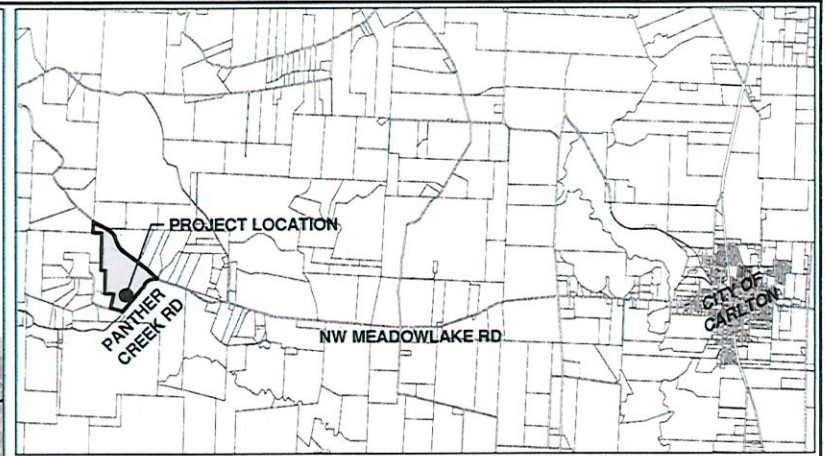 PROJECT LOCATION
PANTHER
CREEK RD
NW MEADOWLAKE RD
CITY OF
CARLTON